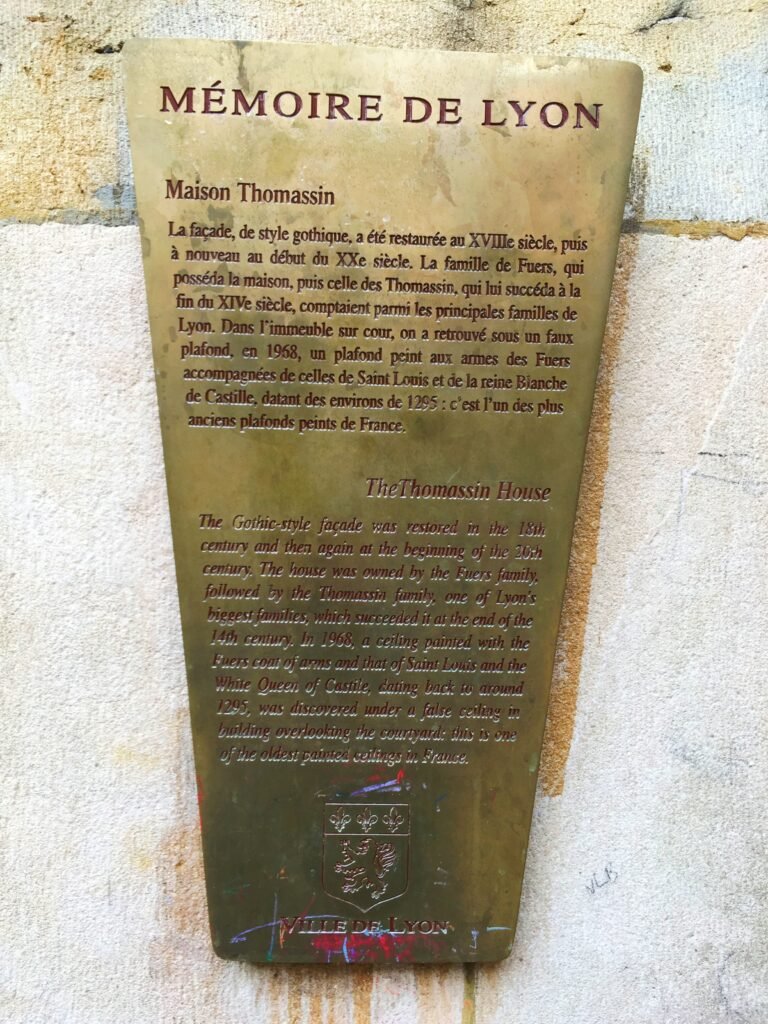 MÉMOIRE DE LYON
Maison Thomassin
La façade, de style gothique, a été restaurée au XVIIIe siècle, puis
à nouveau au début du XXe siècle. La famille de Fuers, qui
posséda la maison, puis celle des Thomassin, qui lui succéda à la
fin du XIVe siècle, comptaient parmi les principales familles de
Lyon. Dans l'immeuble sur cour, on a retrouvé sous un faux
plafond, en 1968, un plafond peint aux armes des Fuers
accompagnées de celles de Saint Louis et de la reine Blanche
de Castille, datant des environs de 1295 : c'est l'un des plus
anciens plafonds peints de France.
TheThomassin House
The Gothic-style façade was restored in the 18th
century and then again at the beginning of the 20th
century. The house was owned by the Fuers family,
followed by the Thomassin family, one of Lyon's
biggest families, which succeeded it at the end of the
14th century. In 1968, a ceiling painted with the
Fuers coat of arms and that of Saint Louis and the
White Queen of Castile, dating back to around
1295, was discovered under a false ceiling in
building overlooking the courtyard: this is one
of the oldest painted ceilings in France.
VILLE DE LYON